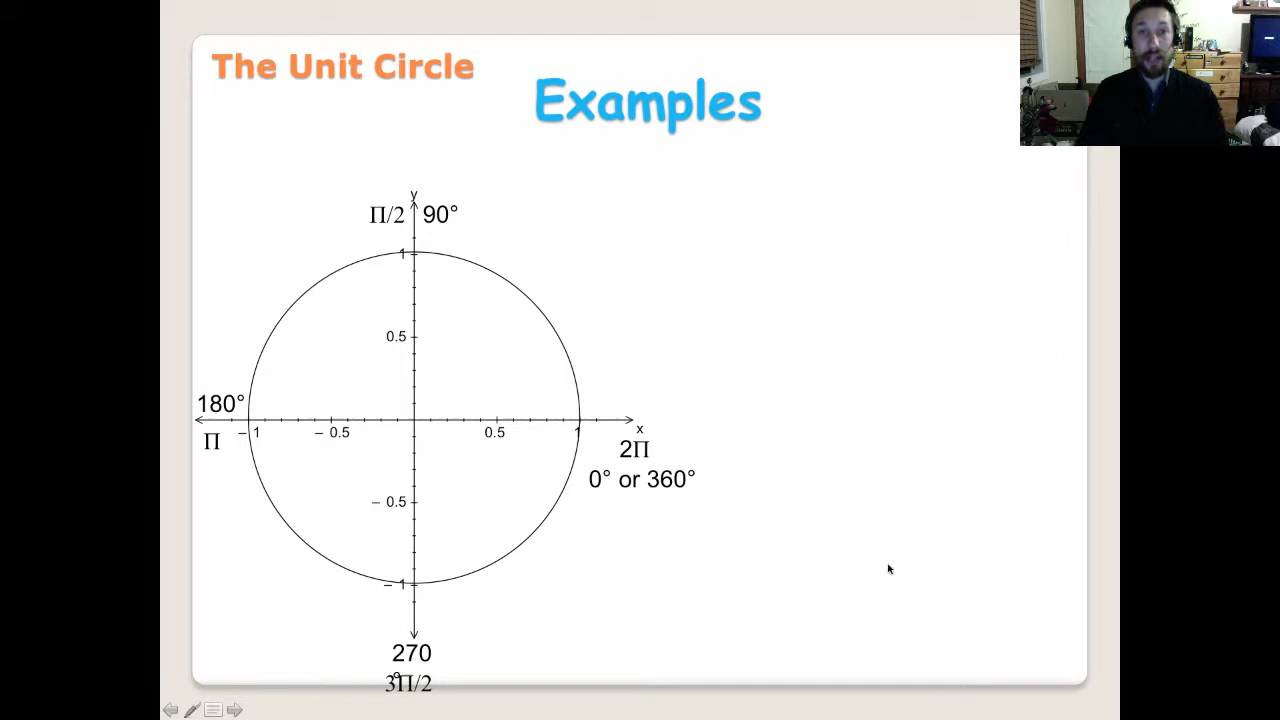 The Unit Circle
Examples
y
Π/2 90°
1
0.5
180°
Π – 1 – 0.5 0.5 1 x
2Π
0° or 360°
– 0.5
– 1
270
°
3Π/2